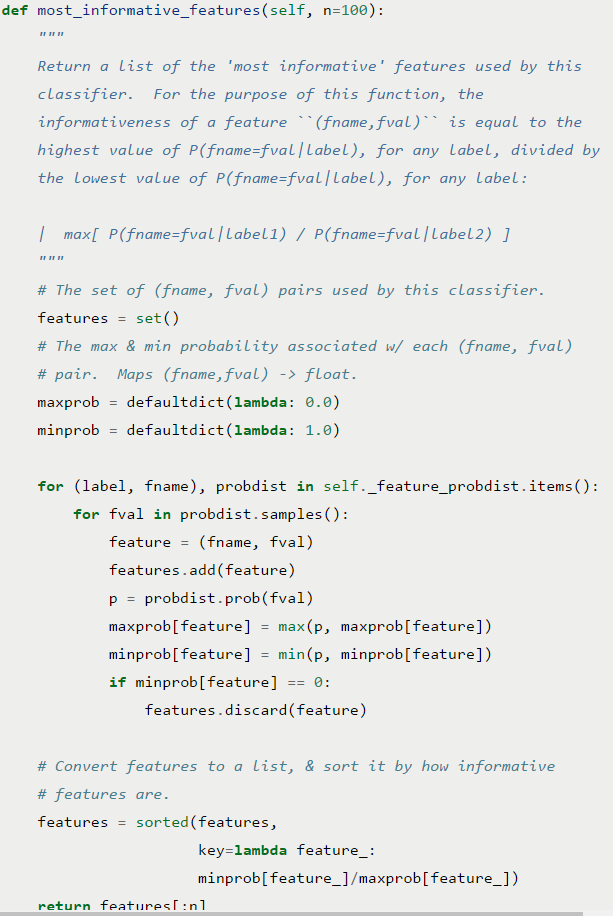 def most_informative_features(self, n=100):
    """
    Return a list of the 'most informative' features used by this
    classifier.  For the purpose of this function, the
    informativeness of a feature ``(fname,fval)`` is equal to the
    highest value of P(fname=fval|label), for any label, divided by
    the lowest value of P(fname=fval|label), for any label:

    |  max[ P(fname=fval|label1) / P(fname=fval|label2) ]
    """
    # The set of (fname, fval) pairs used by this classifier.
    features = set()
    # The max & min probability associated w/ each (fname, fval)
    # pair.  Maps (fname,fval) -> float.
    maxprob = defaultdict(lambda: 0.0)
    minprob = defaultdict(lambda: 1.0)

    for (label, fname), probdist in self._feature_probdist.items():
        for fval in probdist.samples():
            feature = (fname, fval)
            features.add(feature)
            p = probdist.prob(fval)
            maxprob[feature] = max(p, maxprob[feature])
            minprob[feature] = min(p, minprob[feature])
            if minprob[feature] == 0:
                features.discard(feature)

    # Convert features to a list, & sort it by how informative
    # features are.
    features = sorted(features,
                      key=lambda feature_:
                      minprob[feature_]/maxprob[feature_])
    return features[:n]